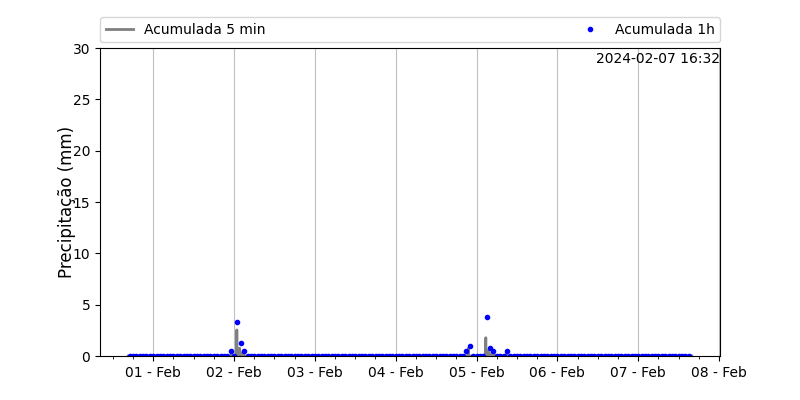 Acumulada 5 min
Acumulada 1h
2024-02-07 16:32
Precipitação (mm)
30
25
20
15
10
5
0
01 - Feb
02 - Feb
03 - Feb
04 - Feb
05 - Feb
06 - Feb
07 - Feb
08 - Feb